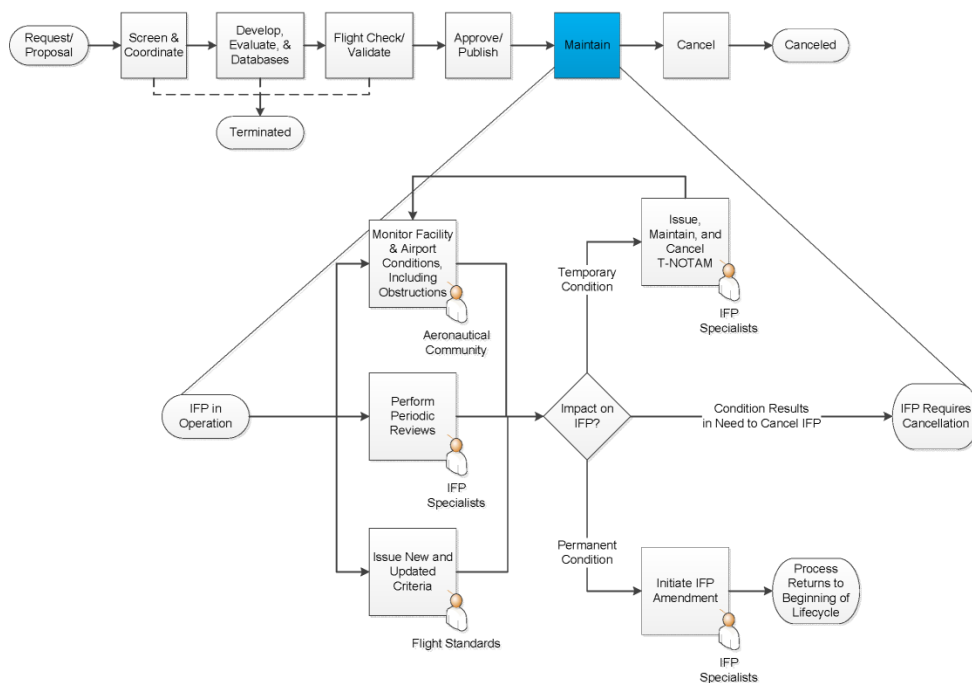 Request/
Proposal
Screen &
Coordinate
Develop,
Evaluate, &
Databases
Flight Check/
Validate
Approve/
Publish
Maintain
Cancel
Canceled
Terminated
Monitor Facility
& Airport
Conditions,
Including
Obstructions
Aeronautical
Community
Issue,
Maintain, and
Cancel
T-NOTAM
IFP
Specialists
Temporary
Condition
IFP in
Operation
Perform
Periodic
Reviews
IFP
Specialists
Impact on
IFP?
Condition Results
in Need to Cancel IFP
IFP Requires
Cancellation
Issue New and
Updated
Criteria
Flight Standards
Permanent
Condition
Initiate IFP
Amendment
IFP
Specialists
Process
Returns to
Beginning of
Lifecycle